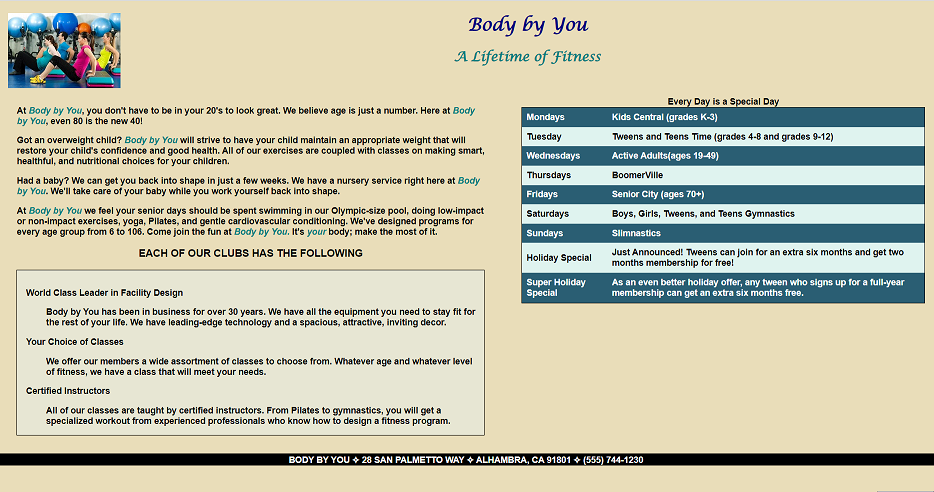 Body by You
A Lifetime of Fitness
At Body by You, you don't have to be in your 20's to look great. We believe age is just a number. Here at Body
by You, even 80 is the new 40!
Got an overweight child? Body by You will strive to have your child maintain an appropriate weight that will
restore your child's confidence and good health. All of our exercises are coupled with classes on making smart,
healthful, and nutritional choices for your children.
Had a baby? We can get you back into shape in just a few weeks. We have a nursery service right here at Body
by You. We'll take care of your baby while you work yourself back into shape.
At Body by You we feel your senior days should be spent swimming in our Olympic-size pool, doing low-impact
or non-impact exercises, yoga, Pilates, and gentle cardiovascular conditioning. We've designed programs for
every age group from 6 to 106. Come join the fun at Body by You. It's your body; make the most of it.
EACH OF OUR CLUBS HAS THE FOLLOWING
World Class Leader in Facility Design
Body by You has been in business for over 30 years. We have all the equipment you need to stay fit for
the rest of your life. We have leading-edge technology and a spacious, attractive, inviting decor.
Your Choice of Classes
We offer our members a wide assortment of classes to choose from. Whatever age and whatever level
of fitness, we have a class that will meet your needs.
Certified Instructors
All of our classes are taught by certified instructors. From Pilates to gymnastics, you will get a
specialized workout from experienced professionals who know how to design a fitness program.
Every Day is a Special Day
Mondays Kids Central (grades K-3)
Tuesday Tweens and Teens Time (grades 4-8 and grades 9-12)
Wednesdays Active Adults(ages 19-49)
Thursdays BoomerVille
Fridays Senior City (ages 70+)
Saturdays Boys, Girls, Tweens, and Teens Gymnastics
Sundays Slimnastics
Holiday Special Just Announced! Tweens can join for an extra six months and get two
months membership for free!
Super Holiday As an even better holiday offer, any tween who signs up for a full-year
Special membership can get an extra six months free.
BODY BY YOU ❖ 28 SAN PALMETTO WAY ❖ ALHAMBRA, CA 91801 ❖ (555) 744-1230